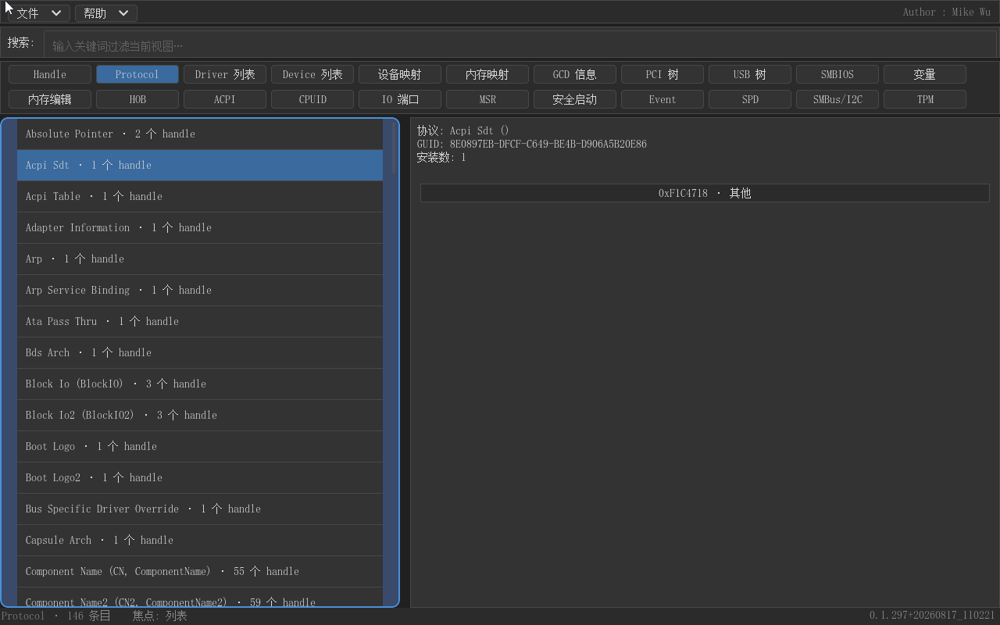 文件 帮助 Author : Mike Wu
搜索: 输入关键词过滤当前视图…
Handle Protocol Driver 列表 Device 列表 设备映射 内存映射 GCD 信息 PCI 树 USB 树 SMBIOS 变量
内存编辑 HOB ACPI CPUID IO 端口 MSR 安全启动 Event SPD SMBus/I2C TPM
Absolute Pointer · 2 个 handle
Acpi Sdt · 1 个 handle
Acpi Table · 1 个 handle
Adapter Information · 1 个 handle
Arp · 1 个 handle
Arp Service Binding · 1 个 handle
Ata Pass Thru · 1 个 handle
Bds Arch · 1 个 handle
Block Io (BlockIO) · 3 个 handle
Block Io2 (BlockIO2) · 3 个 handle
Boot Logo · 1 个 handle
Boot Logo2 · 1 个 handle
Bus Specific Driver Override · 1 个 handle
Capsule Arch · 1 个 handle
Component Name (CN, ComponentName) · 55 个 handle
Component Name2 (CN2, ComponentName2) · 59 个 handle
协议: Acpi Sdt ()
GUID: 8E0897EB-DFCF-C649-BE4B-D906A5B20E86
安装数: 1
0xF1C4718 · 其他
Protocol · 146 条目 焦点: 列表 0.1.297+20260817_110221